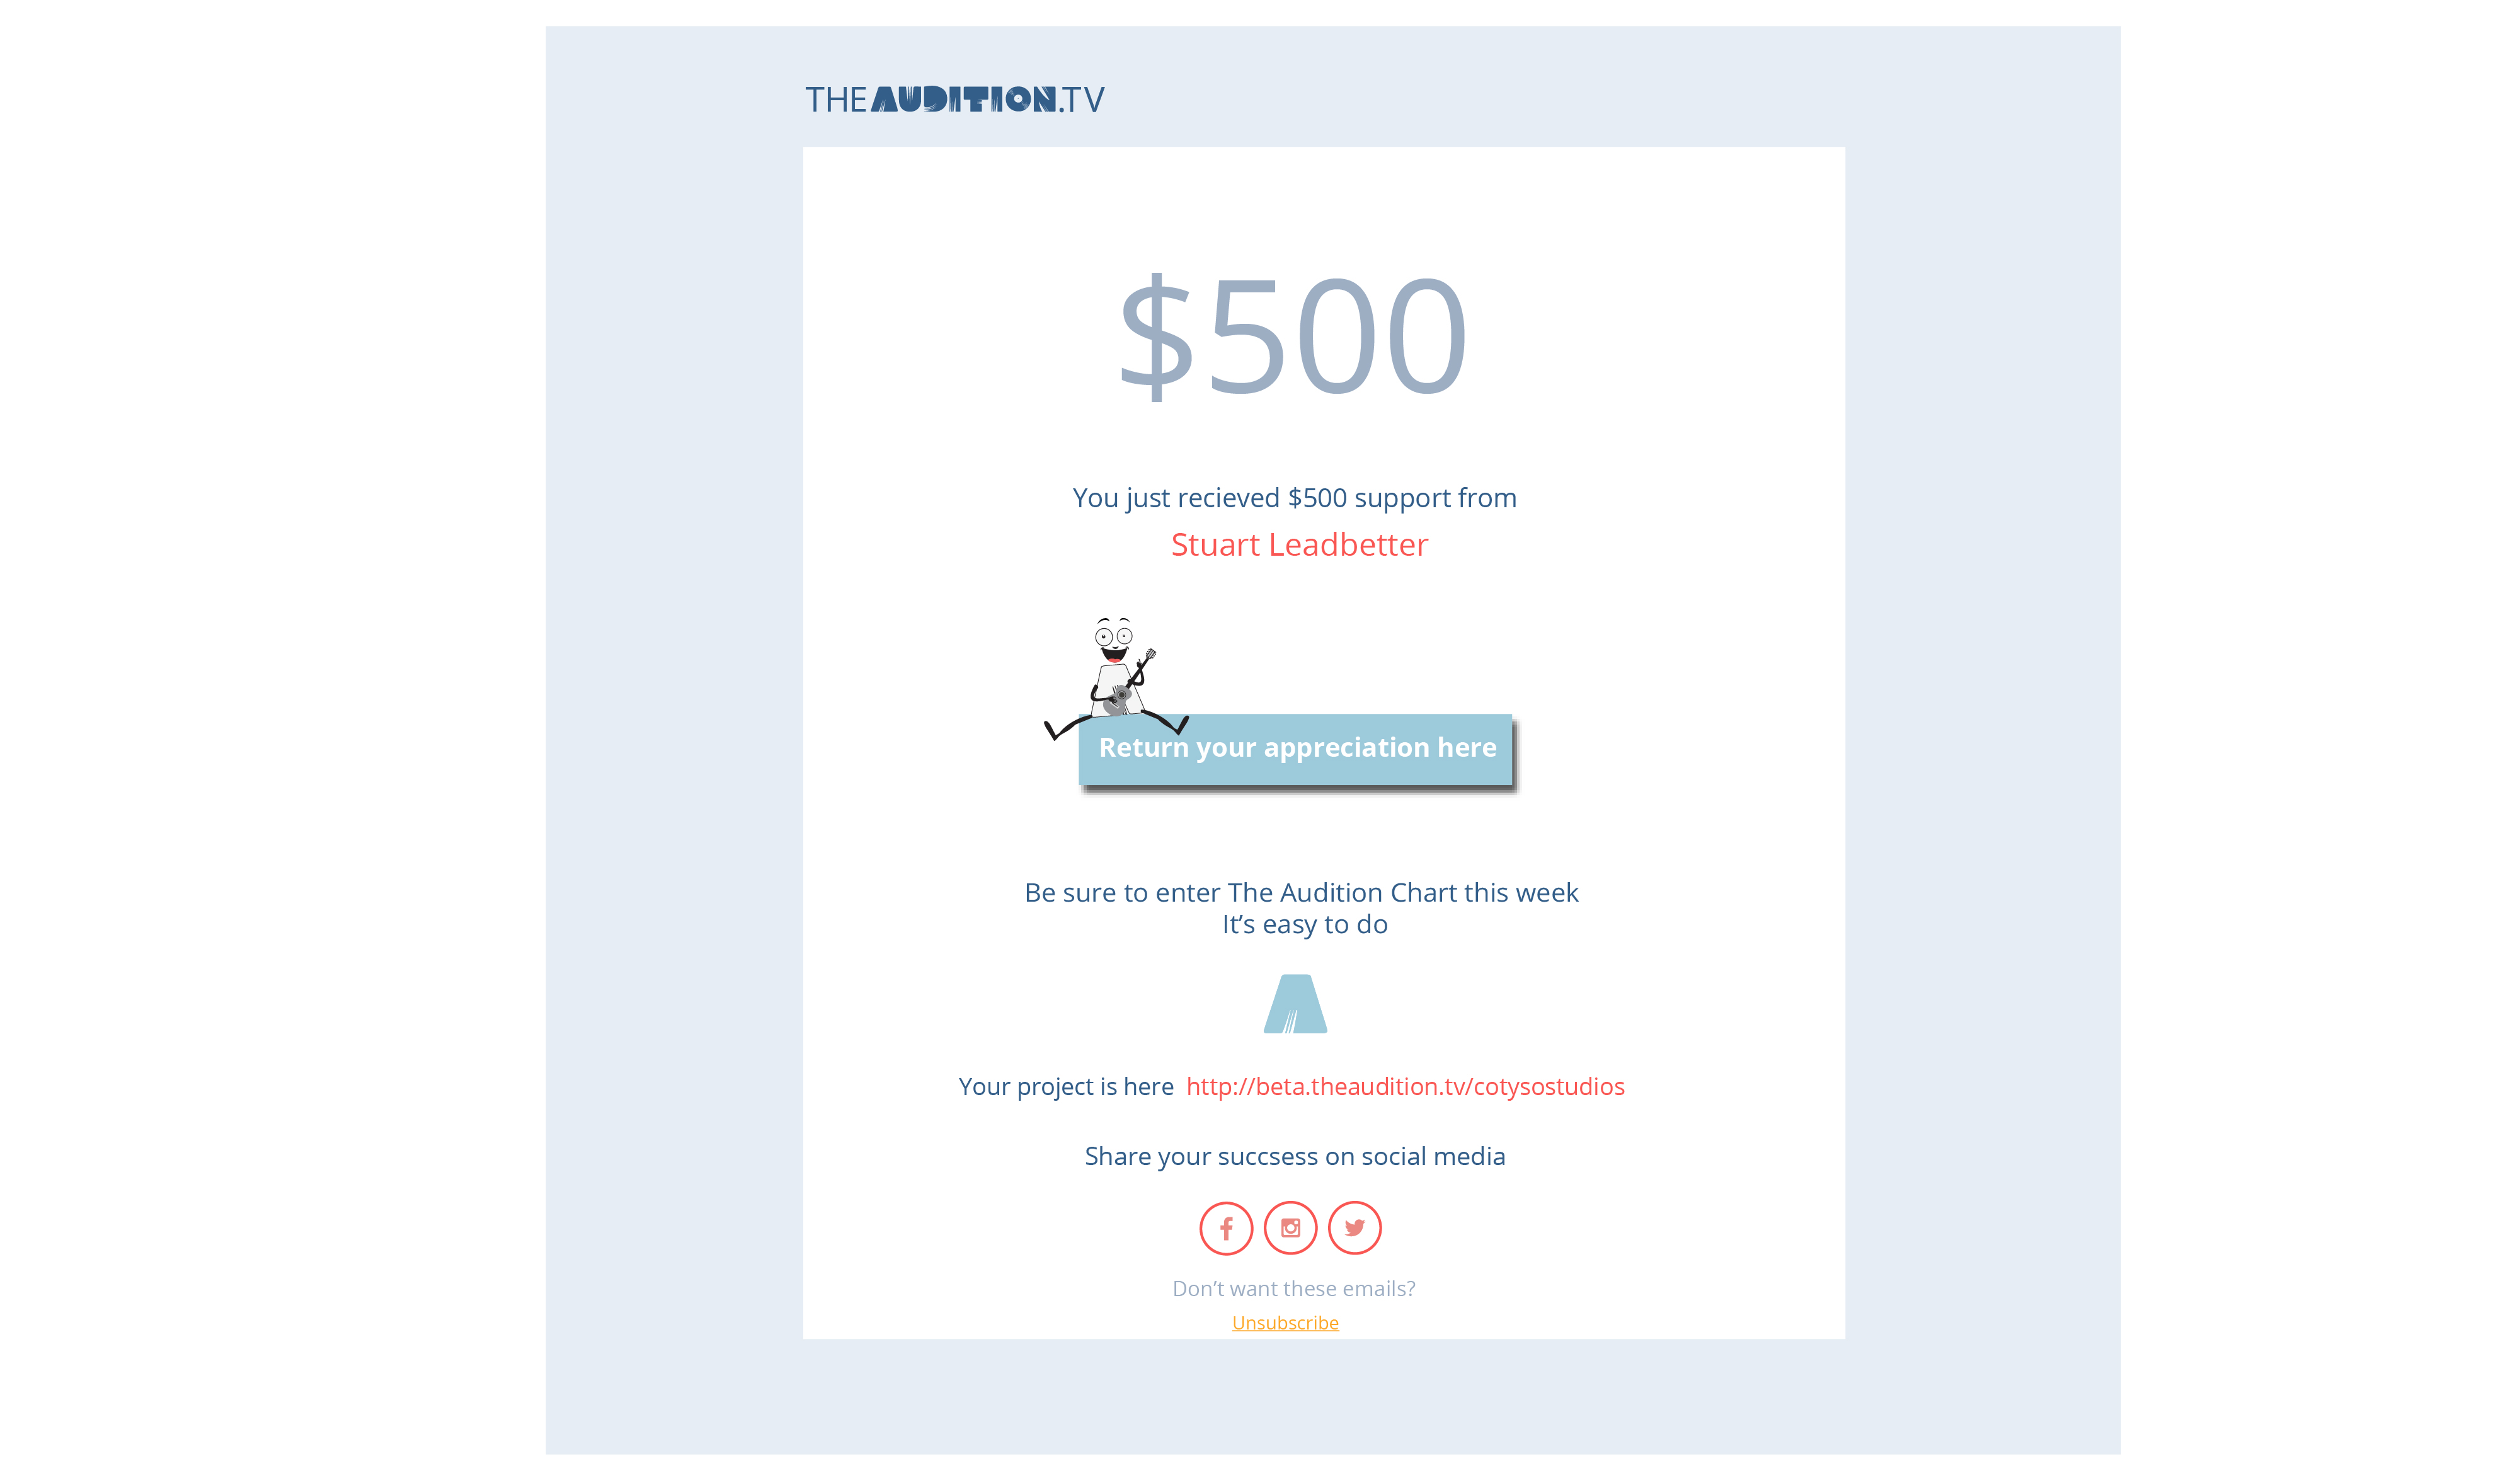 THEAUDITION.TV
$500
You just recieved $500 support from
Stuart Leadbetter
Return your appreciation here
Be sure to enter The Audition Chart this week
It’s easy to do
Your project is here http://beta.theaudition.tv/cotysostudios
Share your succsess on social media
Don’t want these emails?
Unsubscribe